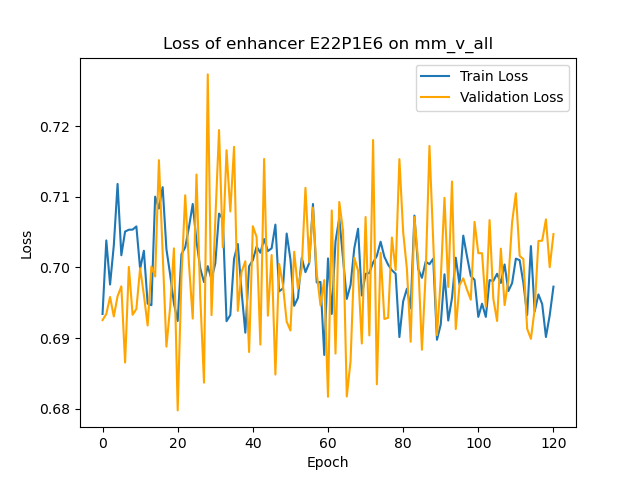 Loss of enhancer E22P1E6 on mm_v_all
Train Loss
Validation Loss
0.72
0.71
0.70
0.69
0.68
Loss
0
20
40
60
80
100
120
Epoch